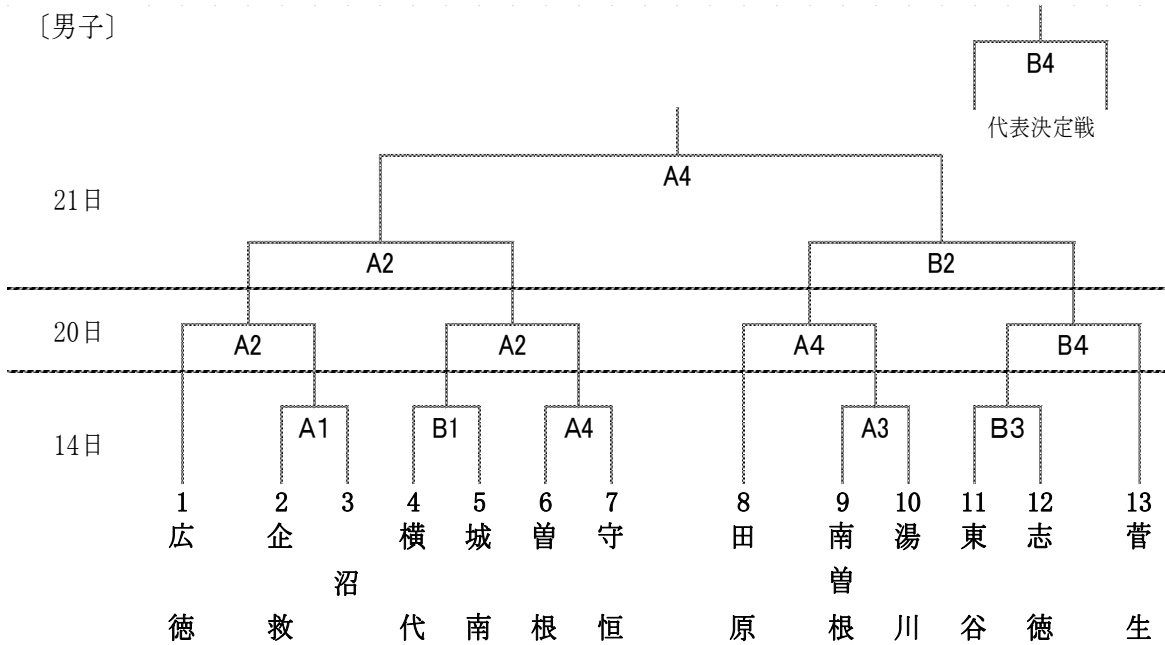 〔男子〕
B4
代表決定戦
A4
21日
A2 B2
20日
A2 A2 A4 B4
14日
A1 B1 A4 A3 B3
1 2 3 4 5 6 7 8 9 10 11 12 13
広徳
企救
沼
横代
城南
曽根
守恒
田原
南曽根
湯川
東谷
志徳
菅生